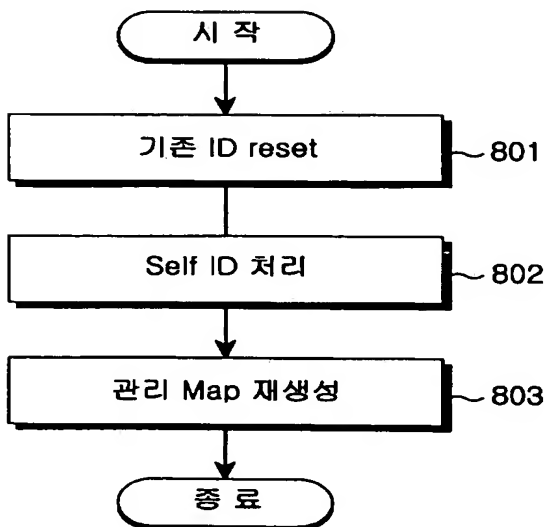 시 작
기존 ID reset
801
Self ID 처리
802
관리 Map 재생성
803
종 료